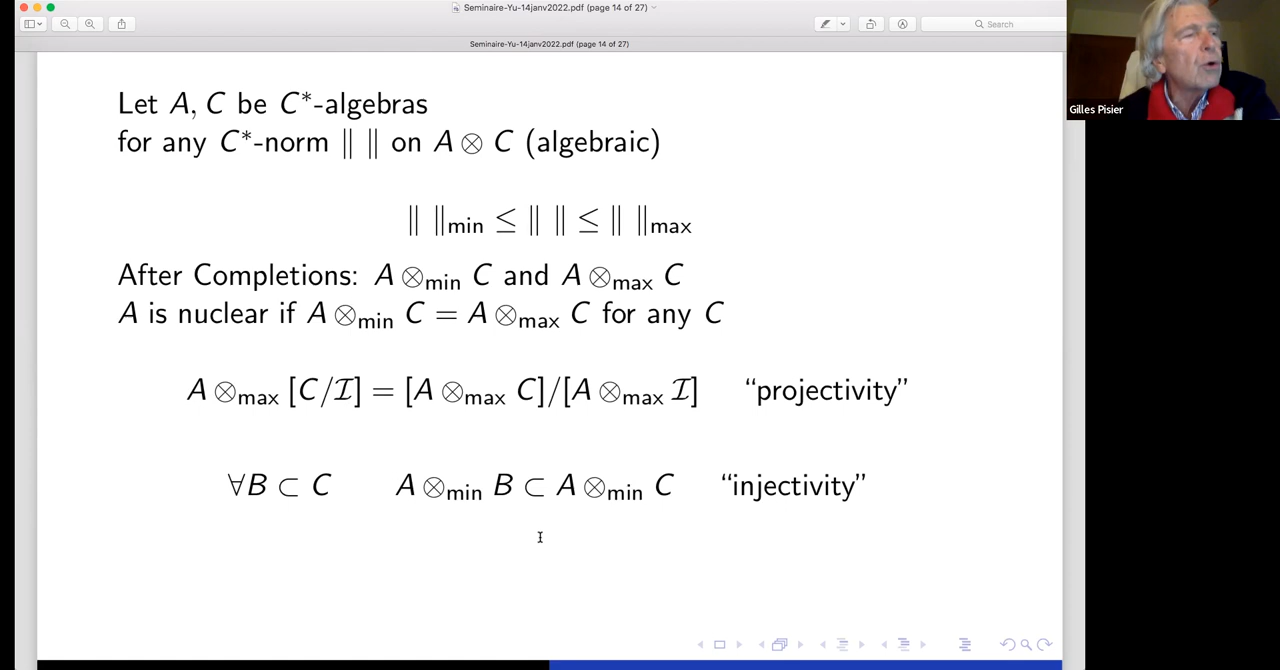 Seminaire-Yu-14janv2022.pdf (page 14 of 27)
Search
Seminaire-Yu-14janv2022.pdf (page 14 of 27)
Gilles Pisier
Let A, C be C*-algebras
for any C*-norm ‖ ‖ on A ⊗ C (algebraic)
‖ ‖min ≤ ‖ ‖ ≤ ‖ ‖max
After Completions: A ⊗min C and A ⊗max C
A is nuclear if A ⊗min C = A ⊗max C for any C
A ⊗max [C/ℐ] = [A ⊗max C]/[A ⊗max ℐ] “projectivity”
∀B ⊂ C A ⊗min B ⊂ A ⊗min C “injectivity”